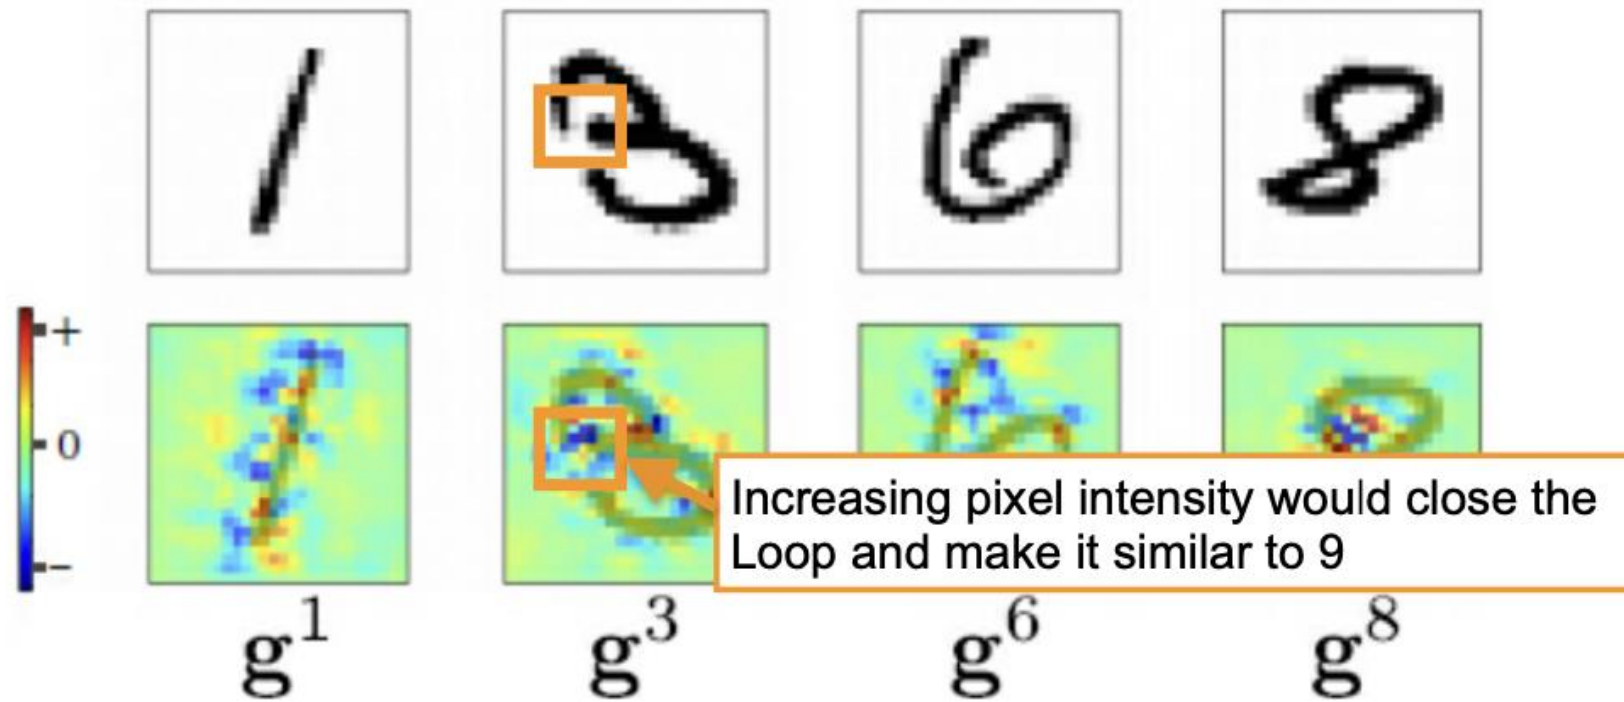 +
0
−
Increasing pixel intensity would close the
Loop and make it similar to 9
g¹ g³ g⁶ g⁸